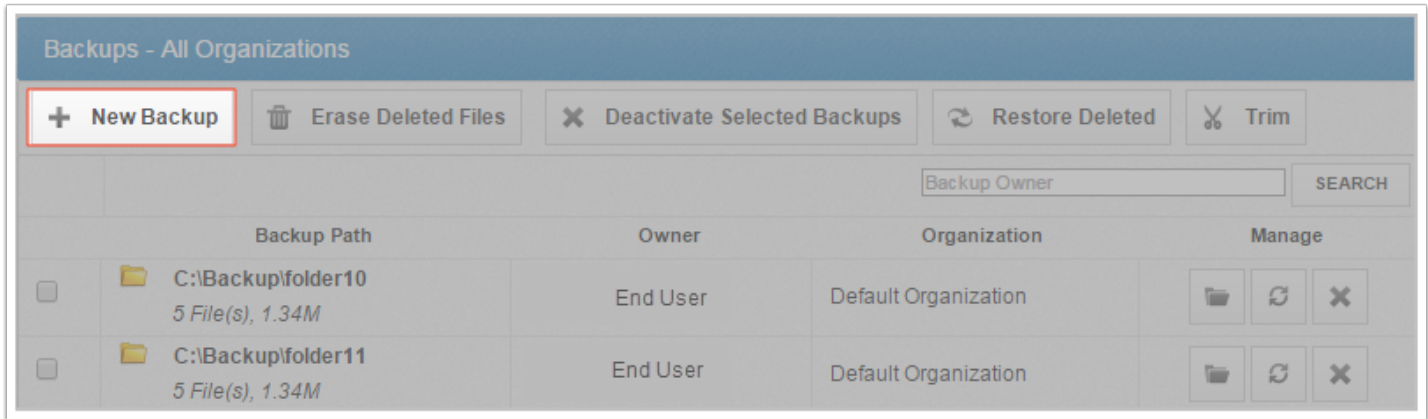 Backups - All Organizations
New Backup Erase Deleted Files Deactivate Selected Backups Restore Deleted Trim
Backup Owner SEARCH
Backup Path Owner Organization Manage
C:\Backup\folder10 End User Default Organization
5 File(s), 1.34M
C:\Backup\folder11 End User Default Organization
5 File(s), 1.34M